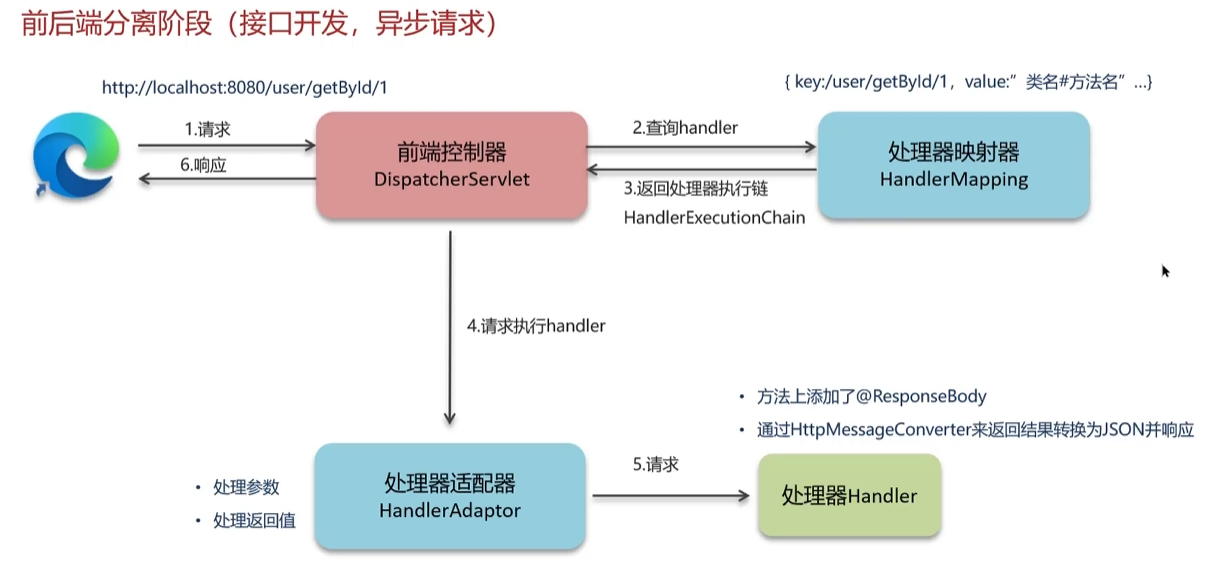 前后端分离阶段（接口开发，异步请求）
http://localhost:8080/user/getById/1
{ key:/user/getById/1，value:”类名#方法名” ...}
1.请求
6.响应
前端控制器
DispatcherServlet
2.查询handler
3.返回处理器执行链
HandlerExecutionChain
处理器映射器
HandlerMapping
4.请求执行handler
• 方法上添加了@ResponseBody
• 通过HttpMessageConverter来返回结果转换为JSON并响应
• 处理参数
• 处理返回值
处理器适配器
HandlerAdaptor
5.请求
处理器Handler